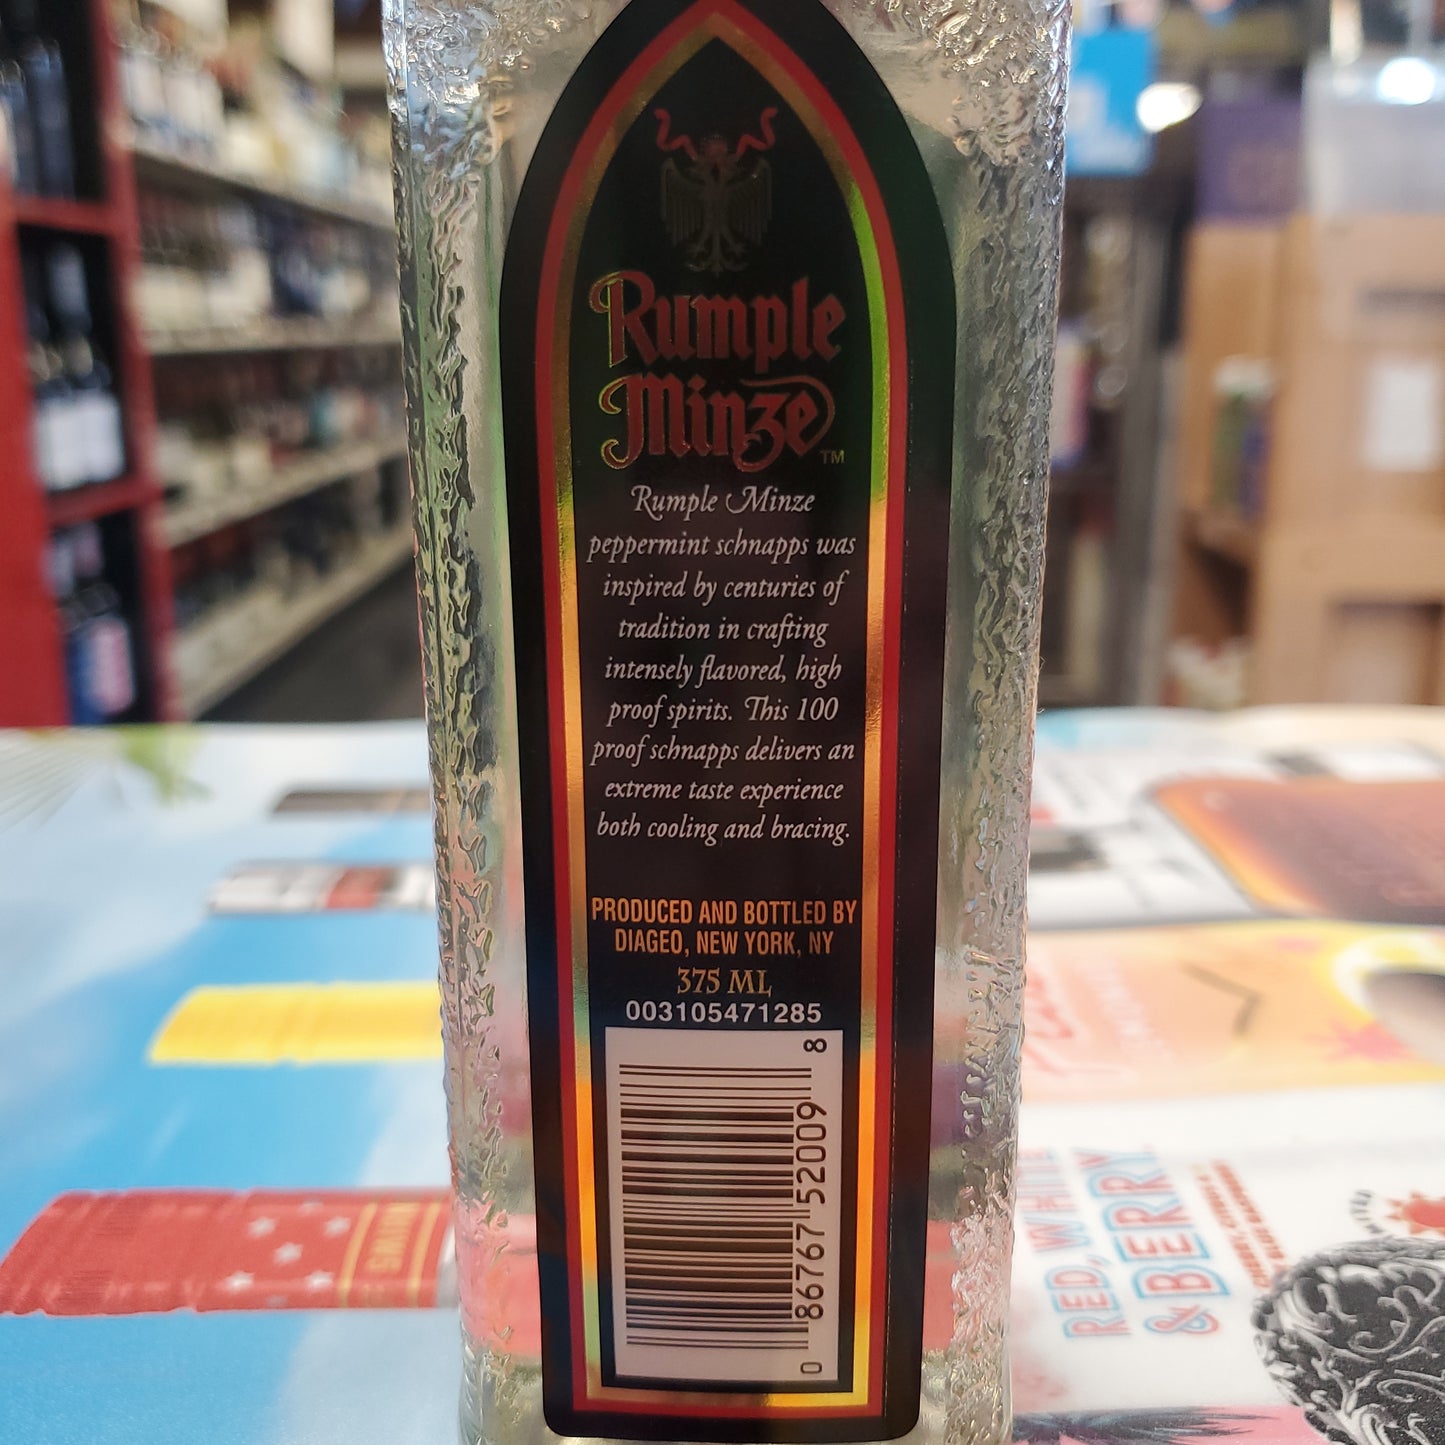 Rumple
Minze™
Rumple Minze
peppermint schnapps was
inspired by centuries of
tradition in crafting
intensely flavored, high
proof spirits. This 100
proof schnapps delivers an
extreme taste experience
both cooling and bracing.
PRODUCED AND BOTTLED BY
DIAGEO, NEW YORK, NY
375 ML
003105471285
0 86767 52009 8
RED, WHITE
& BERRY